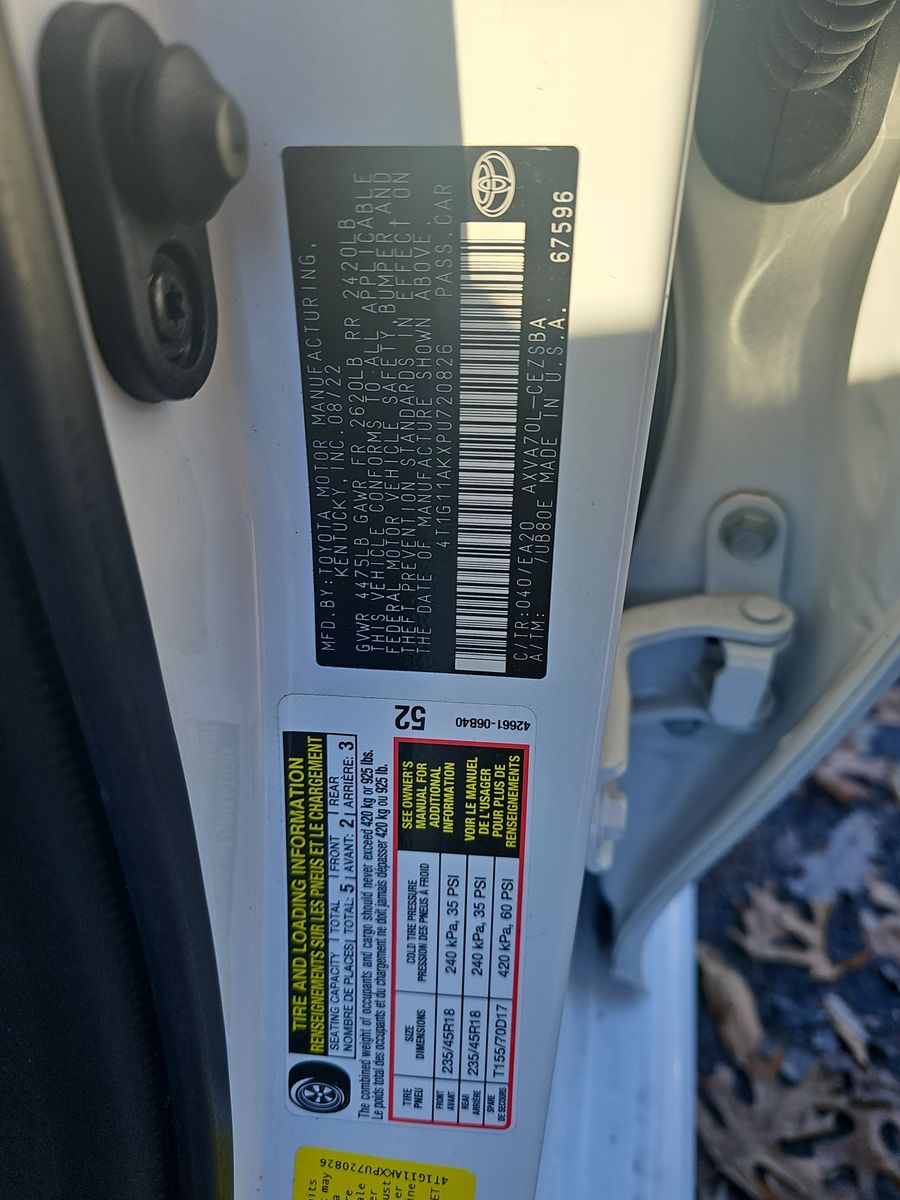 MFD.BY:TOYOTA MOTOR MANUFACTURING,
KENTUCKY, INC. 08/22
GVWR 4475LB GAWR FR 2620LB RR 2420LB
THIS VEHICLE CONFORMS TO ALL APPLICABLE
FEDERAL MOTOR VEHICLE SAFETY, BUMPER, AND
THEFT PREVENTION STANDARDS IN EFFECT ON
THE DATE OF MANUFACTURE SHOWN ABOVE.
4T1G11AKXPU720826 PASS.CAR
C/TR:040/EA20 AXVA70L-CEZSBA
A/TM: /UB80E MADE IN U.S.A. 67596
TIRE AND LOADING INFORMATION
RENSEIGNEMENTS SUR LES PNEUS ET LE CHARGEMENT
SEATING CAPACITY | TOTAL | FRONT | REAR
NOMBRE DE PLACES | TOTAL: 5 | AVANT: 2 | ARRIÈRE: 3
The combined weight of occupants and cargo should never exceed 420 kg or 925 lbs.
Le poids total des occupants et du chargement ne doit jamais dépasser 420 kg ou 925 lb.
52
42661-06B40
TIRE SIZE COLD TIRE PRESSURE
PNEU DIMENSIONS PRESSION DES PNEUS À FROID
FRONT
AVANT 235/45R18 240 kPa, 35 PSI
REAR
ARRIÈRE 235/45R18 240 kPa, 35 PSI
SPARE
DE SECOURS T155/70D17 420 kPa, 60 PSI
SEE OWNER'S
MANUAL FOR
ADDITIONAL
INFORMATION
VOIR LE MANUEL
DE L'USAGER
POUR PLUS DE
RENSEIGNEMENTS
4T1G11AKXPU720826
may